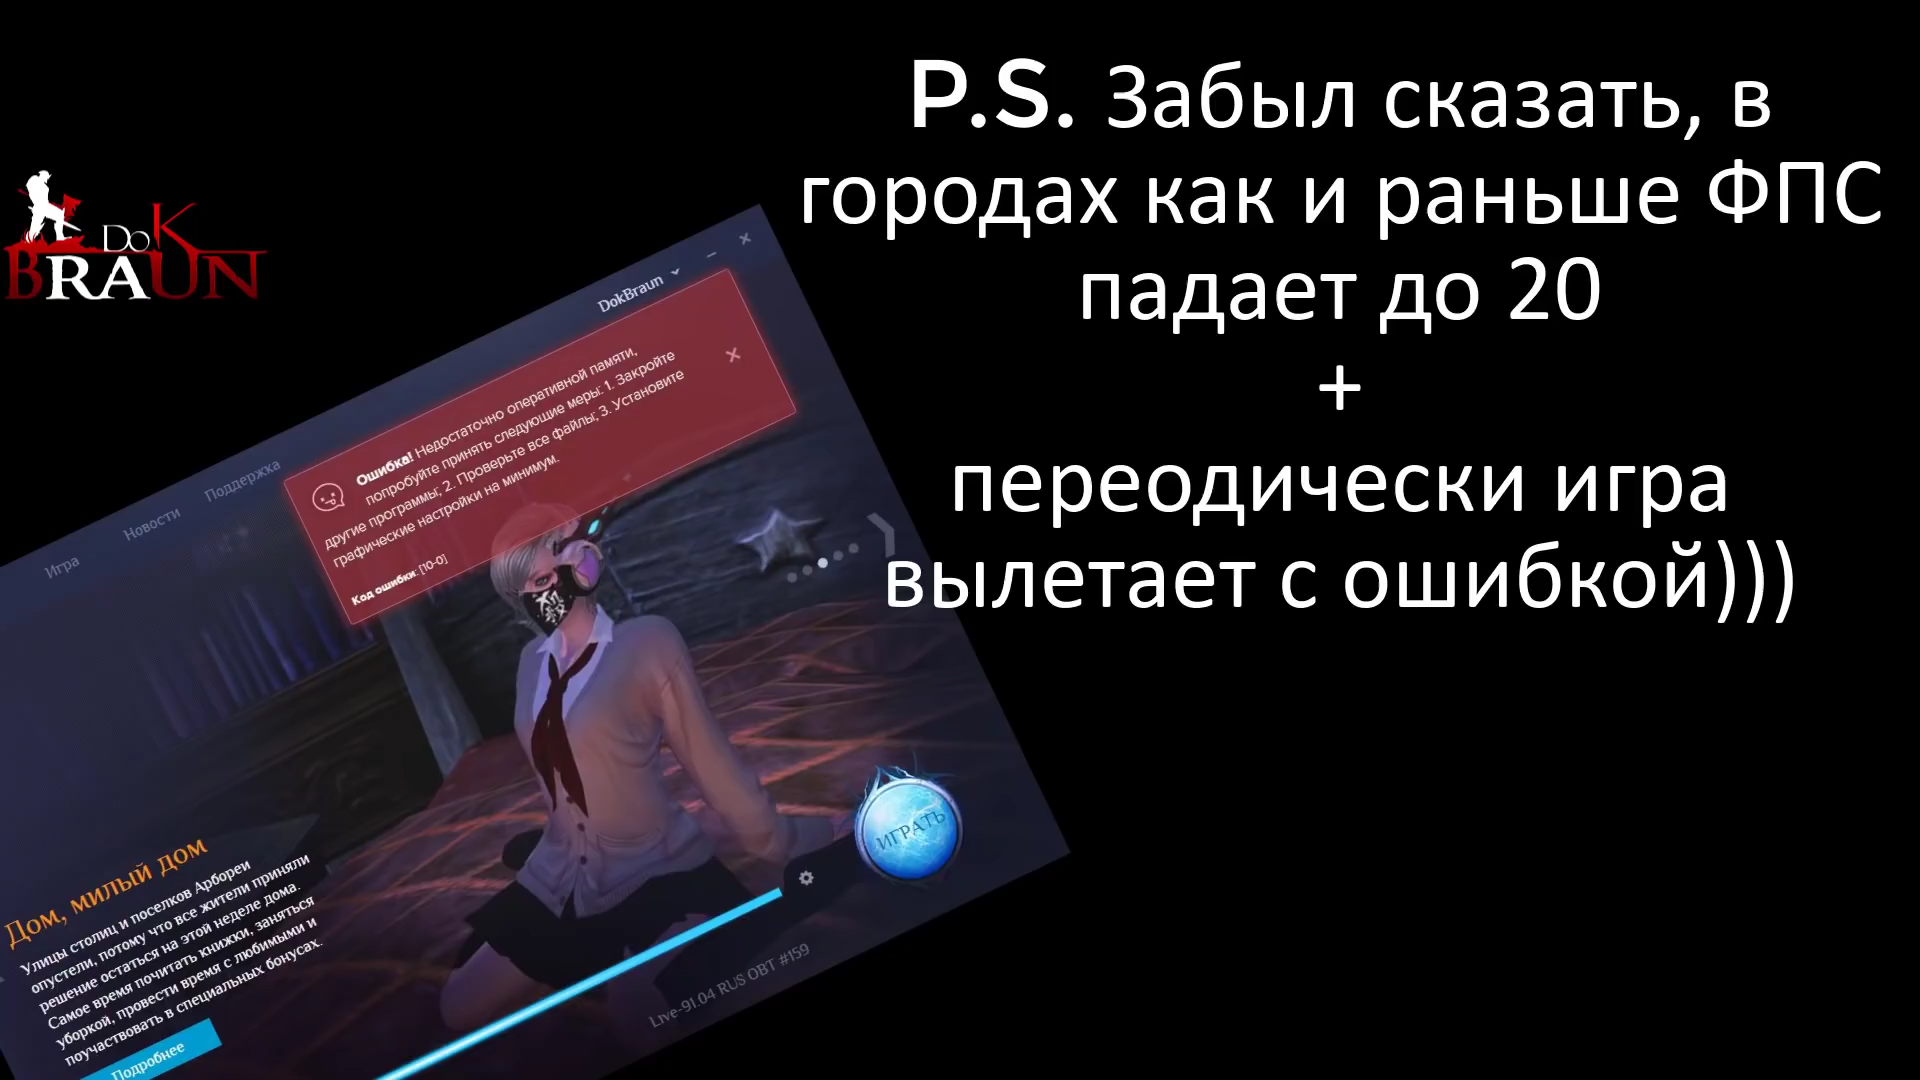 P.S. Забыл сказать, в
городах как и раньше ФПС
падает до 20
+
переодически игра
вылетает с ошибкой)))
DoK
BRAUN
DokBraun
Игра
Новости
Поддержка
Ошибка! Недостаточно оперативной памяти,
попробуйте принять следующие меры: 1. Закройте
другие программы; 2. Проверьте все файлы; 3. Установите
графические настройки на минимум.
Код ошибки: [10-0]
Дом, милый дом
Улицы столиц и поселков Арбореи
опустели, потому что все жители приняли
решение остаться на этой неделе дома.
Самое время почитать книжки, заняться
уборкой, провести время с любимыми и
поучаствовать в специальных бонусах.
Подробнее
ИГРАТЬ
Live-91.04 RUS OBT #159